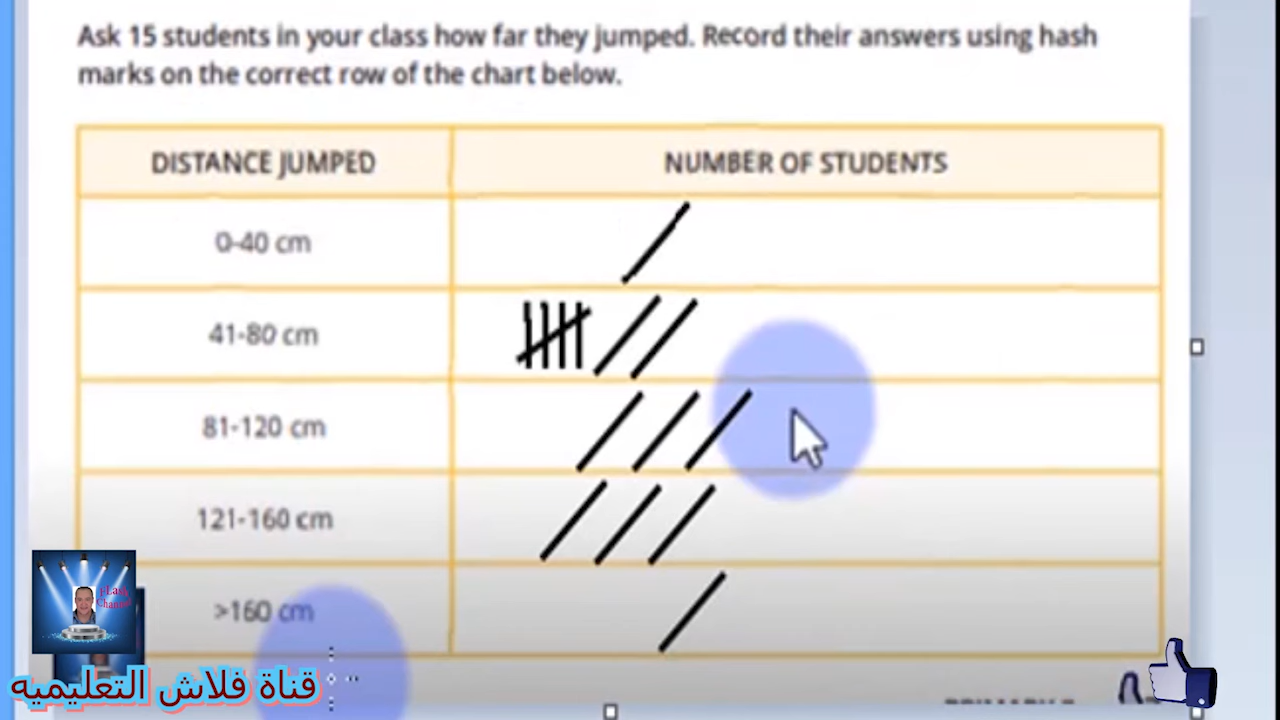 Ask 15 students in your class how far they jumped. Record their answers using hash
marks on the correct row of the chart below.
DISTANCE JUMPED
NUMBER OF STUDENTS
0-40 cm
41-80 cm
81-120 cm
121-160 cm
>160 cm
قناة فلاش التعليميه